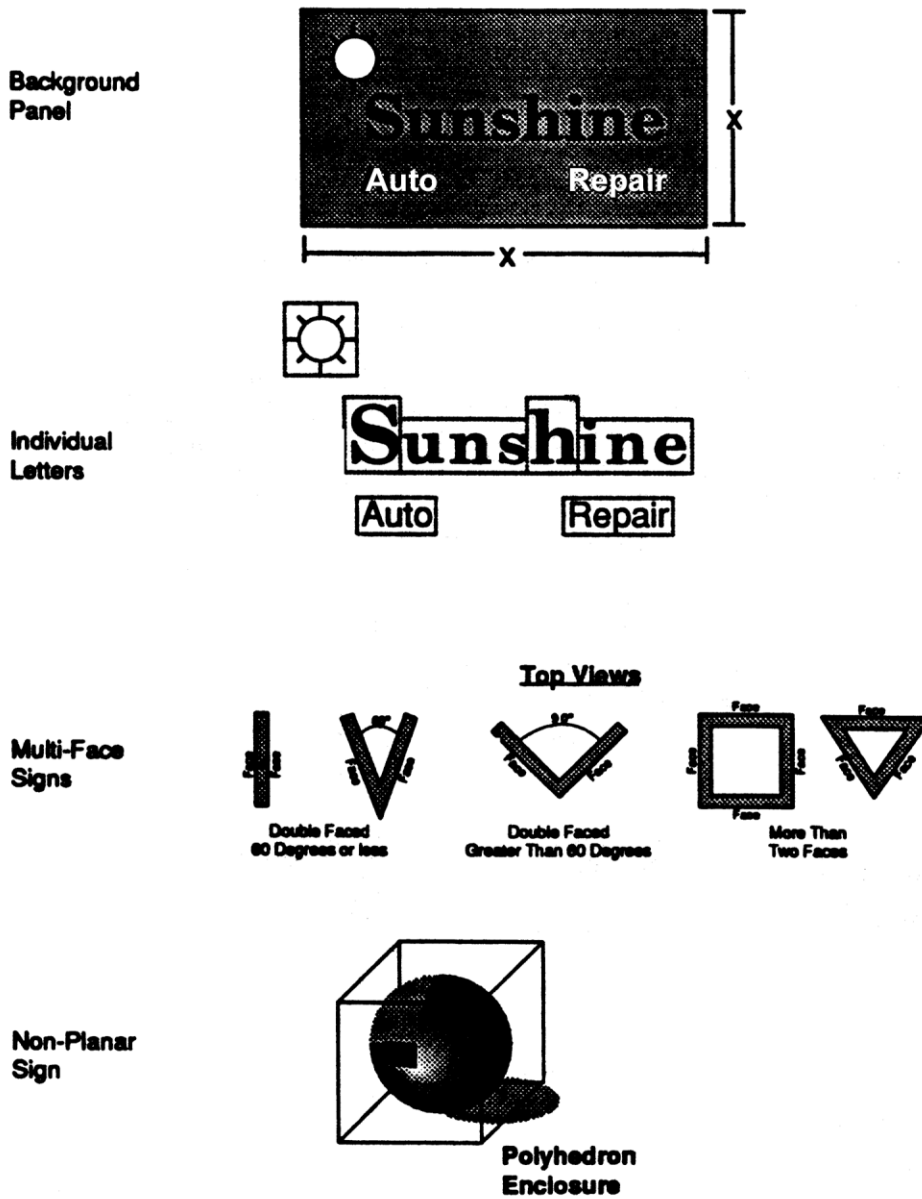 Background
Panel
Sunshine
Auto Repair
X
X
Individual
Letters
Sunshine
Auto Repair
Top Views
Multi-Face
Signs
Face
Face
Face
Face
Face
Face
Face
Face
Face
Face
Face
Face
Double Faced
60 Degrees or less
Double Faced
Greater Than 60 Degrees
More Than
Two Faces
Non-Planar
Sign
Polyhedron
Enclosure